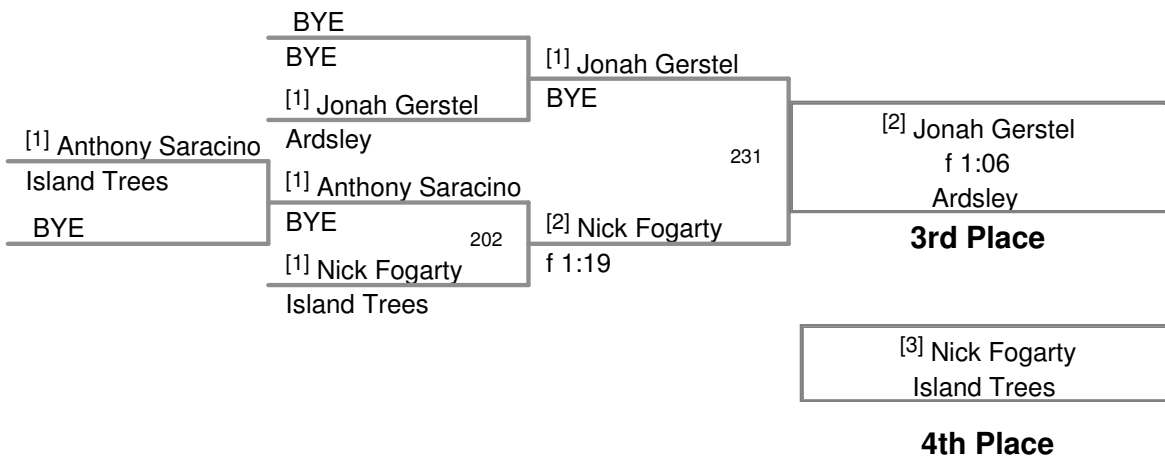 BYE
BYE
[1] Jonah Gerstel
Ardsley
[1] Anthony Saracino
Island Trees
BYE
[1] Anthony Saracino
BYE
202
[1] Nick Fogarty
Island Trees
[1] Jonah Gerstel
BYE
231
[2] Nick Fogarty
f 1:19
[2] Jonah Gerstel
f 1:06
Ardsley
3rd Place
[3] Nick Fogarty
Island Trees
4th Place